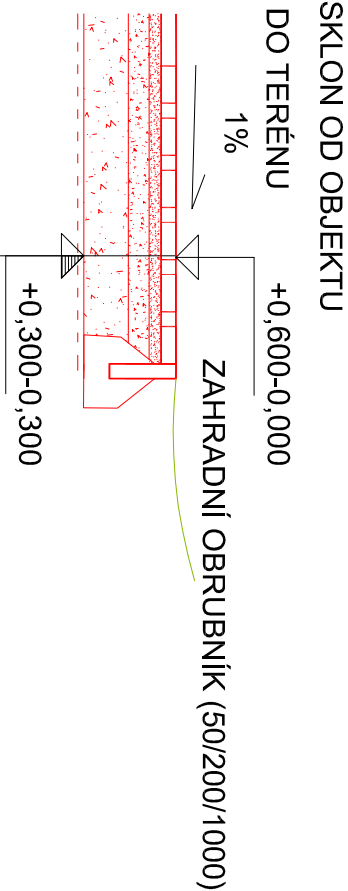 SKLON OD OBJEKTU
DO TERÉNU
1%
+0,600-0,000
ZAHRADNÍ OBRUBNÍK (50/200/1000)
+0,300-0,300